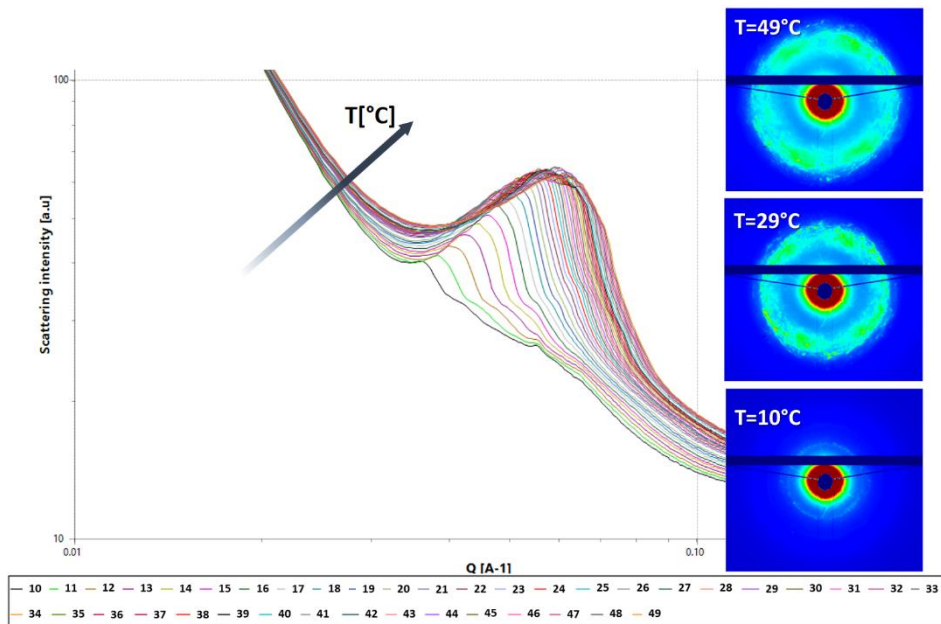 T=49°C
100
T[°C]
Scattering intensity [a.u]
T=29°C
T=10°C
10
0.01
0.10
Q [A-1]
10 11 12 13 14 15 16 17 18 19 20 21 22 23 24 25 26 27 28 29 30 31 32 33
34 35 36 37 38 39 40 41 42 43 44 45 46 47 48 49